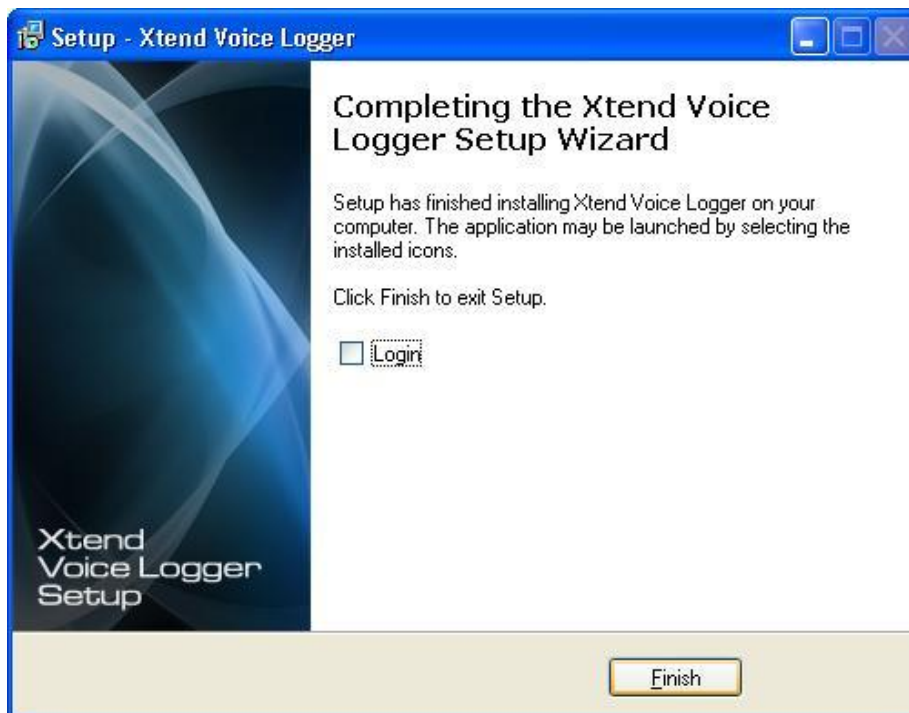 Setup - Xtend Voice Logger
Completing the Xtend Voice
Logger Setup Wizard
Setup has finished installing Xtend Voice Logger on your
computer. The application may be launched by selecting the
installed icons.
Click Finish to exit Setup.
Login
Xtend
Voice Logger
Setup
Finish